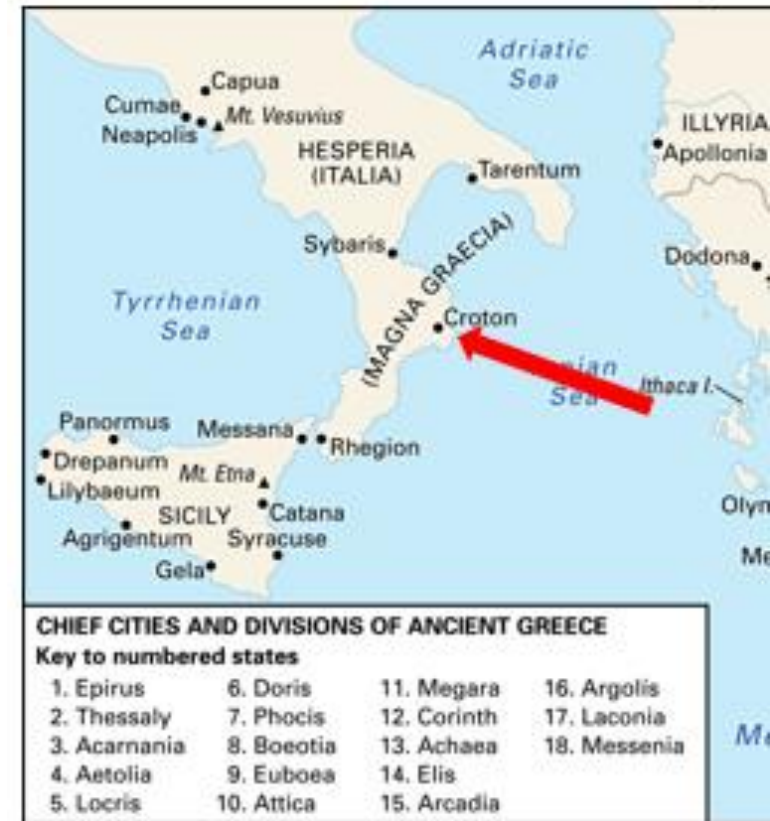 Adriatic
Sea
Capua
Cumae
Mt. Vesuvius
Neapolis
ILLYRIA
Apollonia
HESPERIA
(ITALIA)
Tarentum
Sybaris
Dodona
(MAGNA GRAECIA)
Tyrrhenian
Sea
Croton
Sea
Ithaca I.
Panormus
Messana
Rhegion
Drepanum
Mt. Etna
Lilybaeum
SICILY
Catana
Agrigentum
Syracuse
Gela
CHIEF CITIES AND DIVISIONS OF ANCIENT GREECE
Key to numbered states
1. Epirus
2. Thessaly
3. Acarnania
4. Aetolia
5. Locris
6. Doris
7. Phocis
8. Boeotia
9. Euboea
10. Attica
11. Megara
12. Corinth
13. Achaea
14. Elis
15. Arcadia
16. Argolis
17. Laconia
18. Messenia